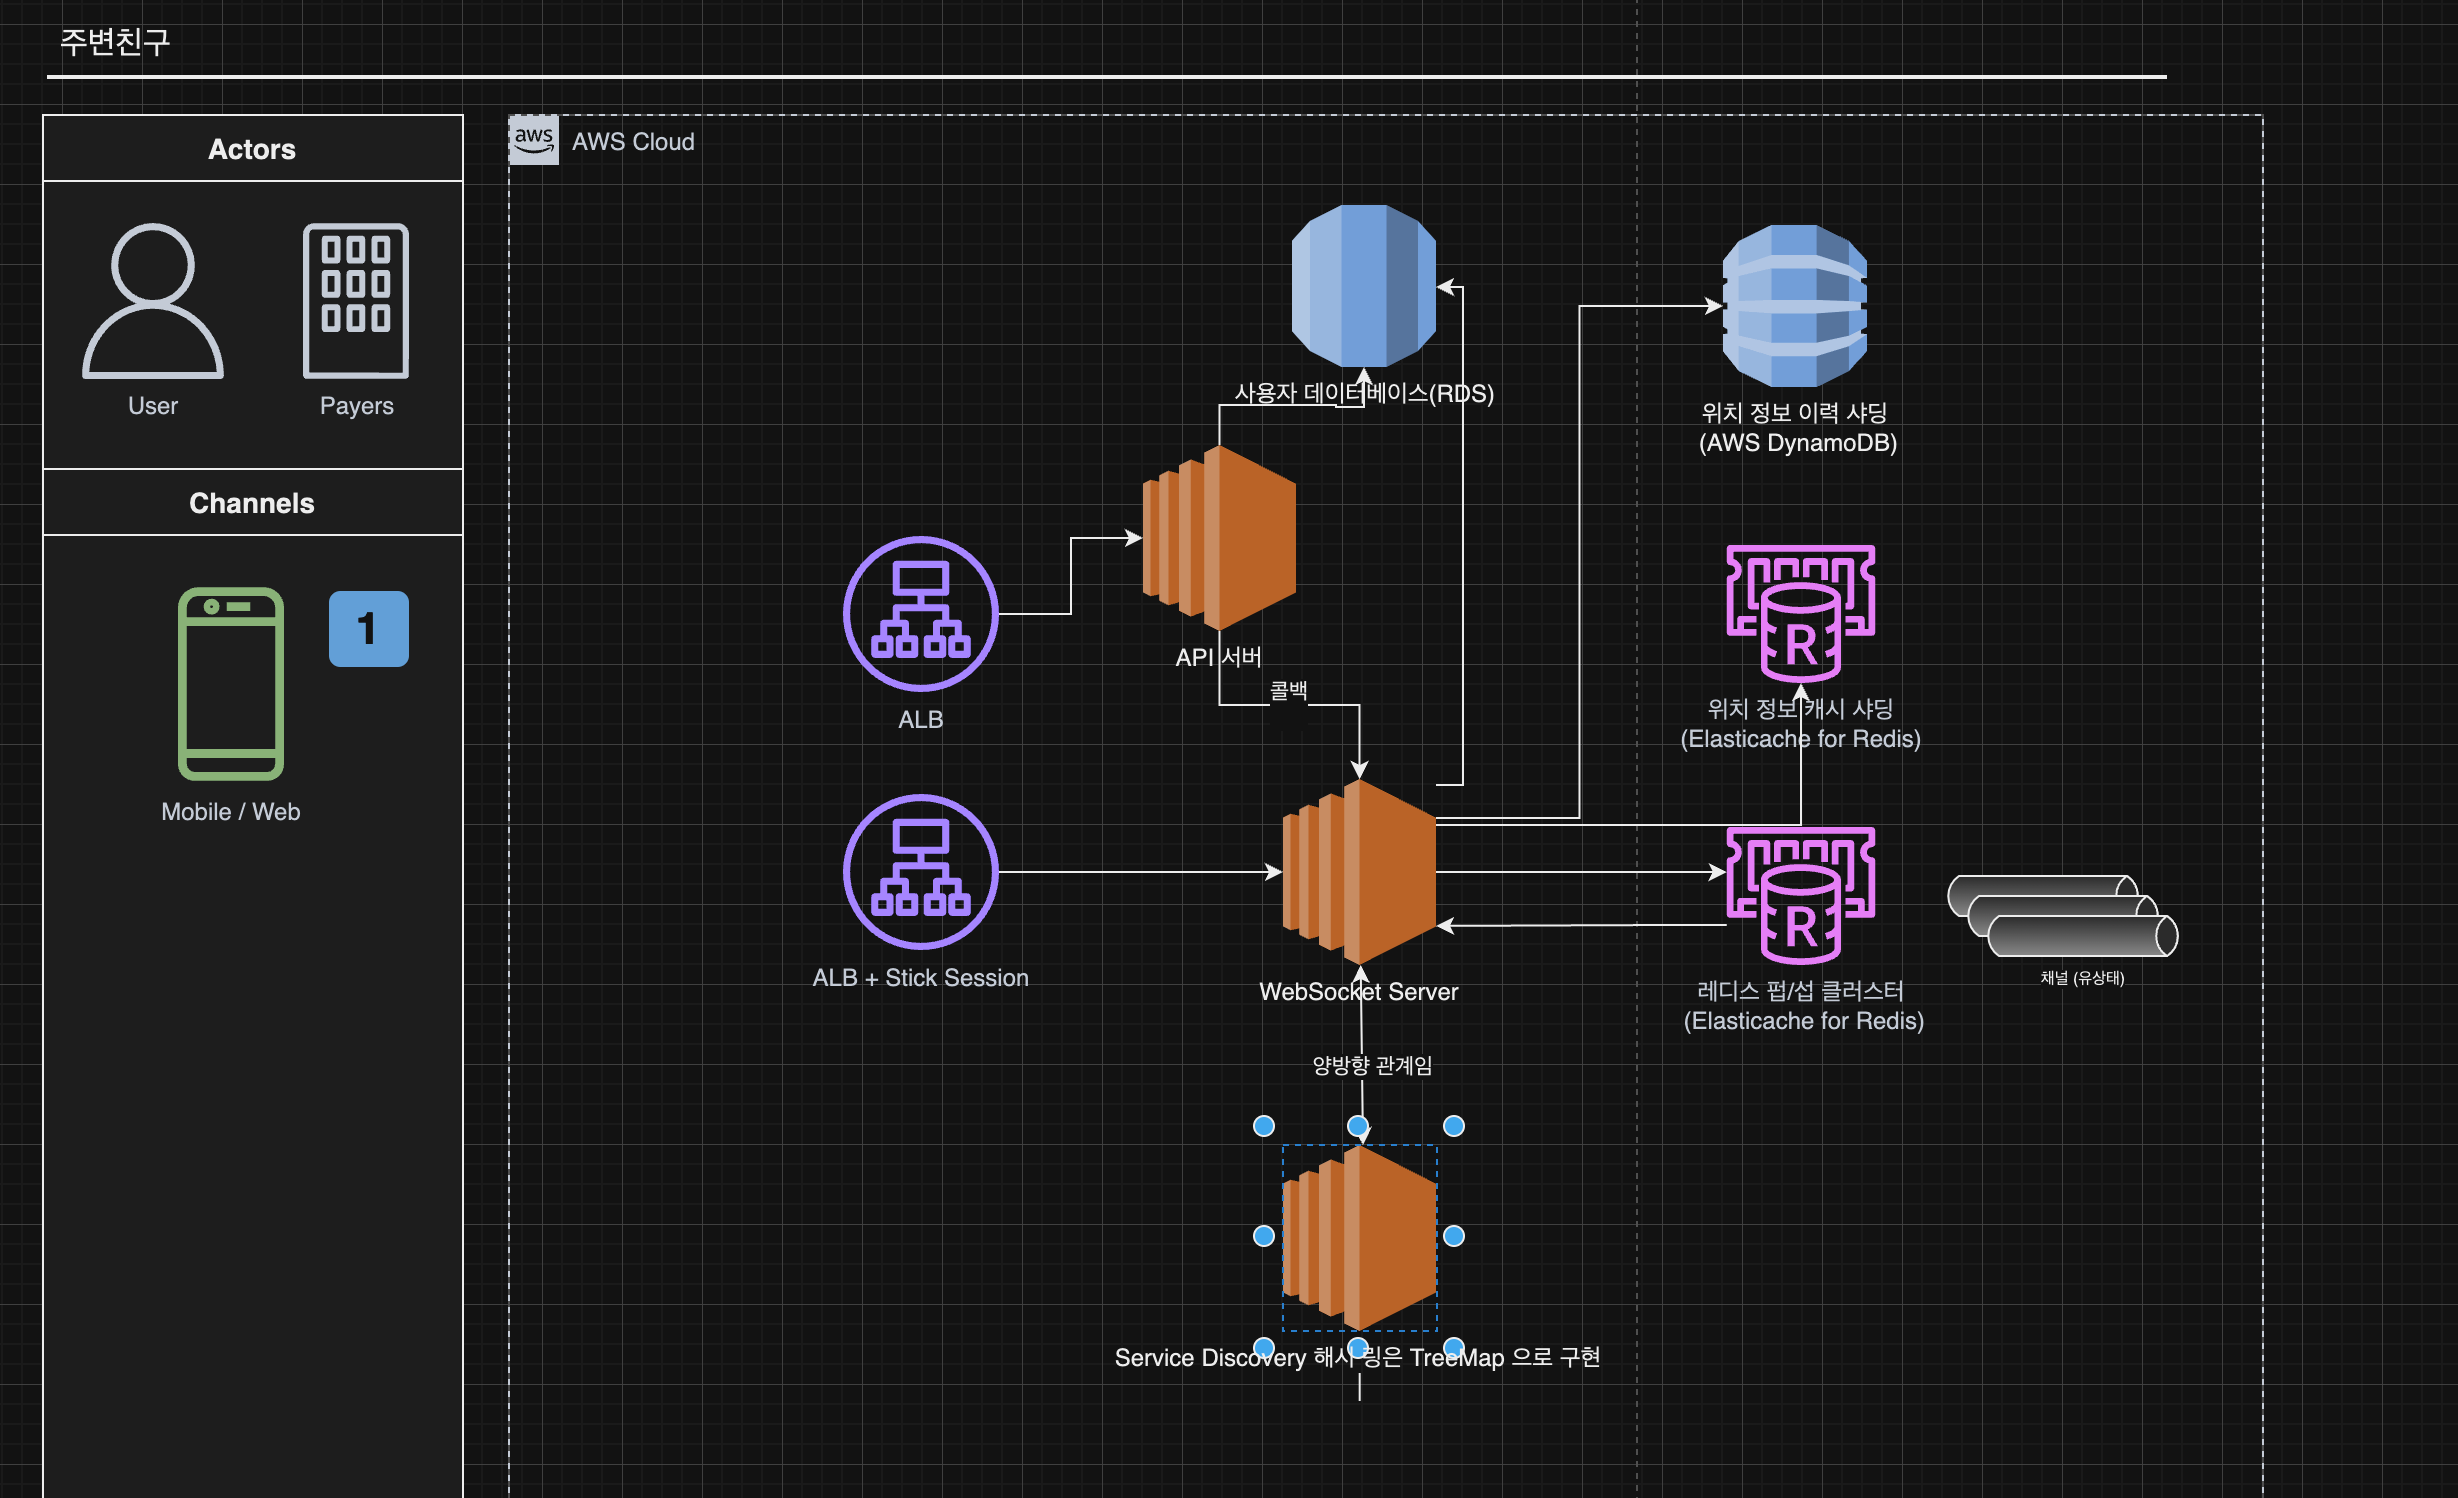 주변친구
Actors
User
Payers
Channels
1
Mobile / Web
aws
AWS Cloud
사용자 데이터베이스(RDS)
위치 정보 이력 샤딩
(AWS DynamoDB)
API 서버
콜백
ALB
R
위치 정보 캐시 샤딩
(Elasticache for Redis)
ALB + Stick Session
WebSocket Server
R
레디스 펍/섭 클러스터
(Elasticache for Redis)
채널 (유상태)
양방향 관계임
Service Discovery 해시 링은 TreeMap 으로 구현